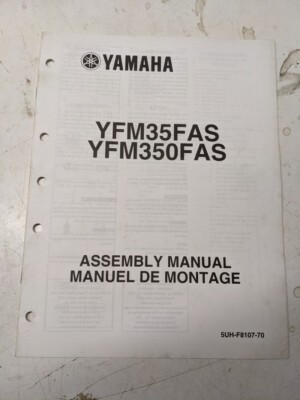 YAMAHA
YFM35FAS
YFM350FAS
ASSEMBLY MANUAL
MANUEL DE MONTAGE
5UH-F8107-70